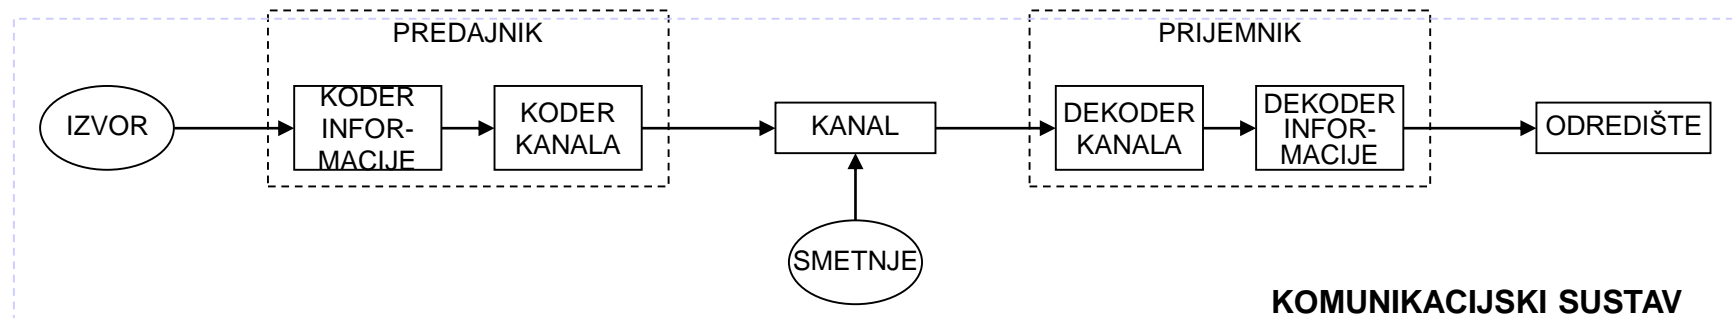 PREDAJNIK
PRIJEMNIK
IZVOR
KODER
INFOR-
MACIJE
KODER
KANALA
KANAL
DEKODER
KANALA
DEKODER
INFOR-
MACIJE
ODREDIŠTE
SMETNJE
KOMUNIKACIJSKI SUSTAV